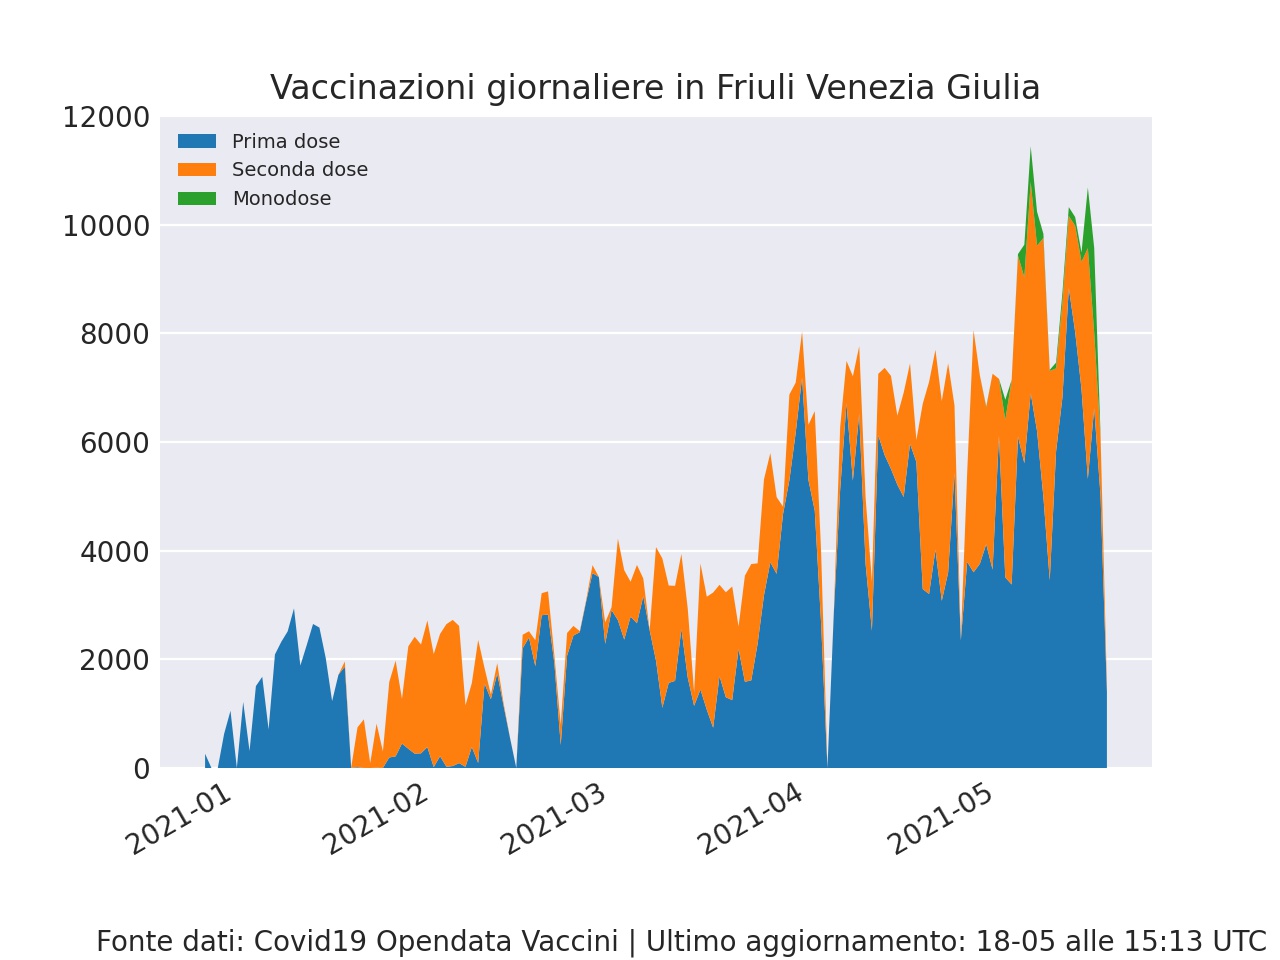 Vaccinazioni giornaliere in Friuli Venezia Giulia
12000
10000
8000
6000
4000
2000
0
Prima dose
Seconda dose
Monodose
2021-01
2021-02
2021-03
2021-04
2021-05
Fonte dati: Covid19 Opendata Vaccini | Ultimo aggiornamento: 18-05 alle 15:13 UTC